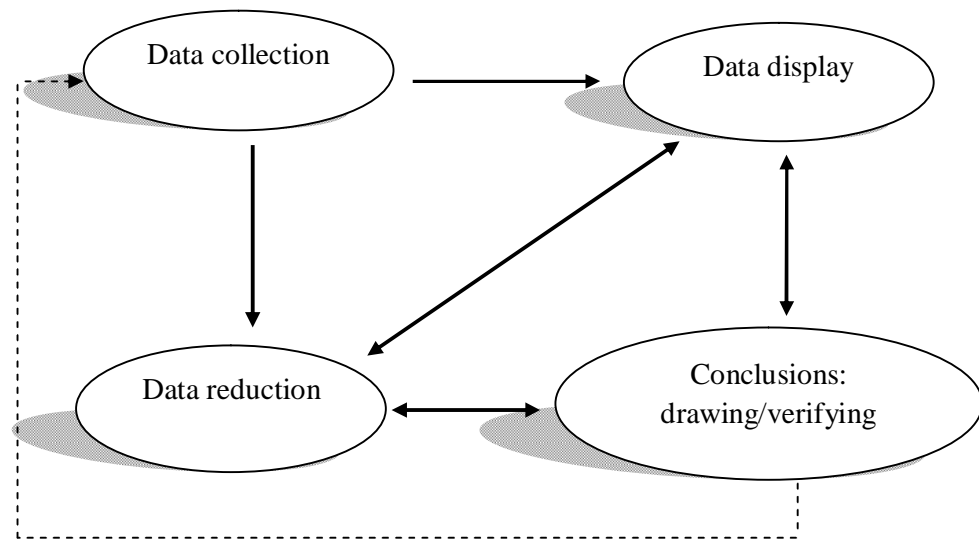 Data collection
Data display
Data reduction
Conclusions:
drawing/verifying